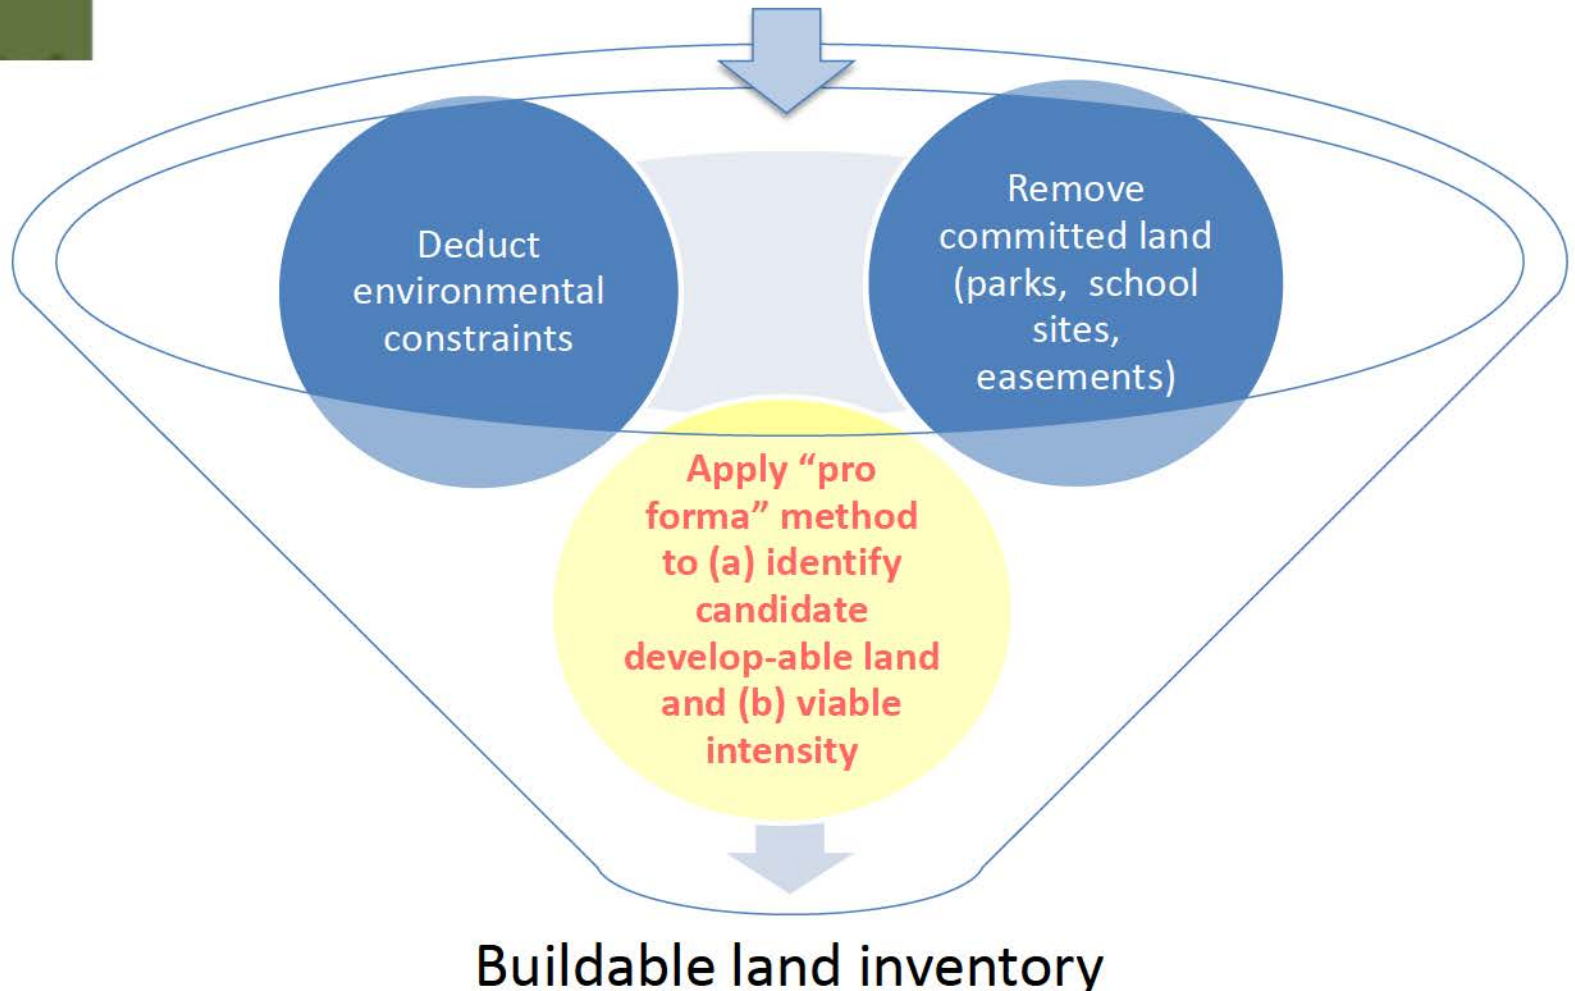 Deduct
environmental
constraints
Remove
committed land
(parks,  school
sites,
easements)
Apply “pro
forma” method
to (a) identify
candidate
develop-able land
and (b) viable
intensity
Buildable land inventory